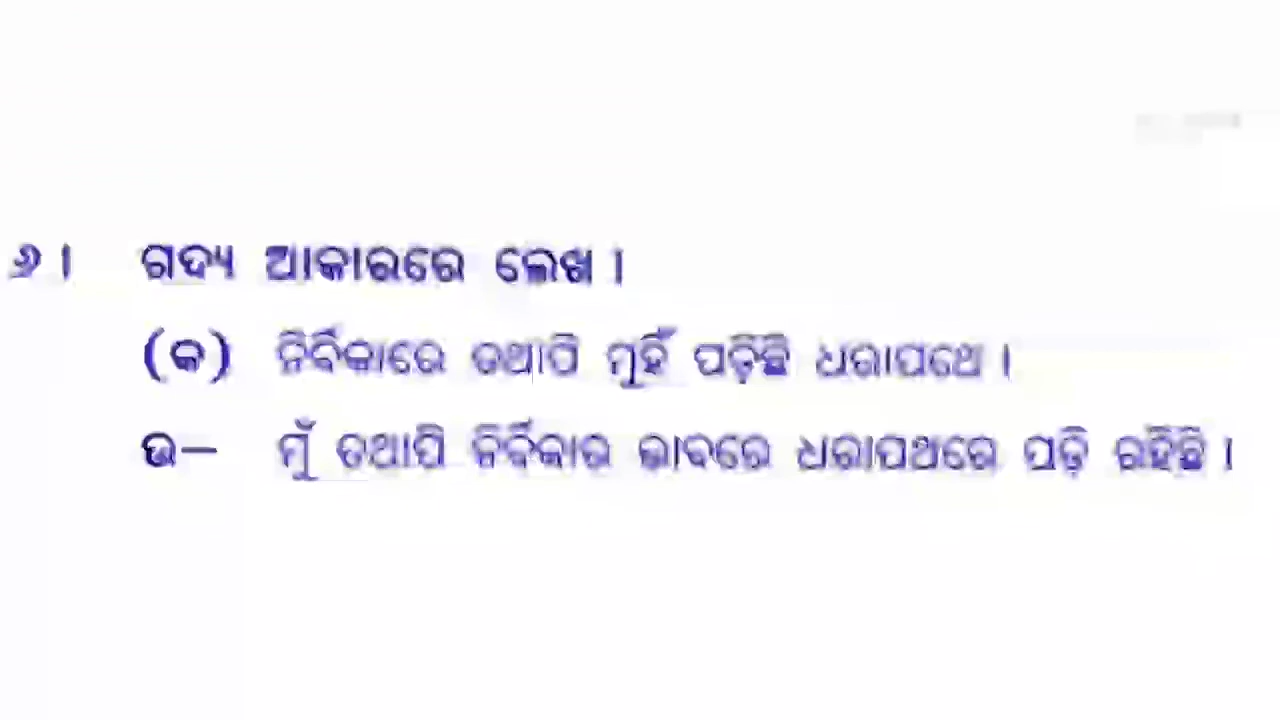 ୬। ଗଦ୍ୟ ଆକାରରେ ଲେଖ।
(କ) ନିର୍ବିକାରେ ତଥାପି ମୁହିଁ ପଡ଼ିଛି ଧରାପଥେ।
ଉ— ମୁଁ ତଥାପି ନିର୍ବିକାର ଭାବରେ ଧରାପଥରେ ପଡ଼ି ରହିଛି।